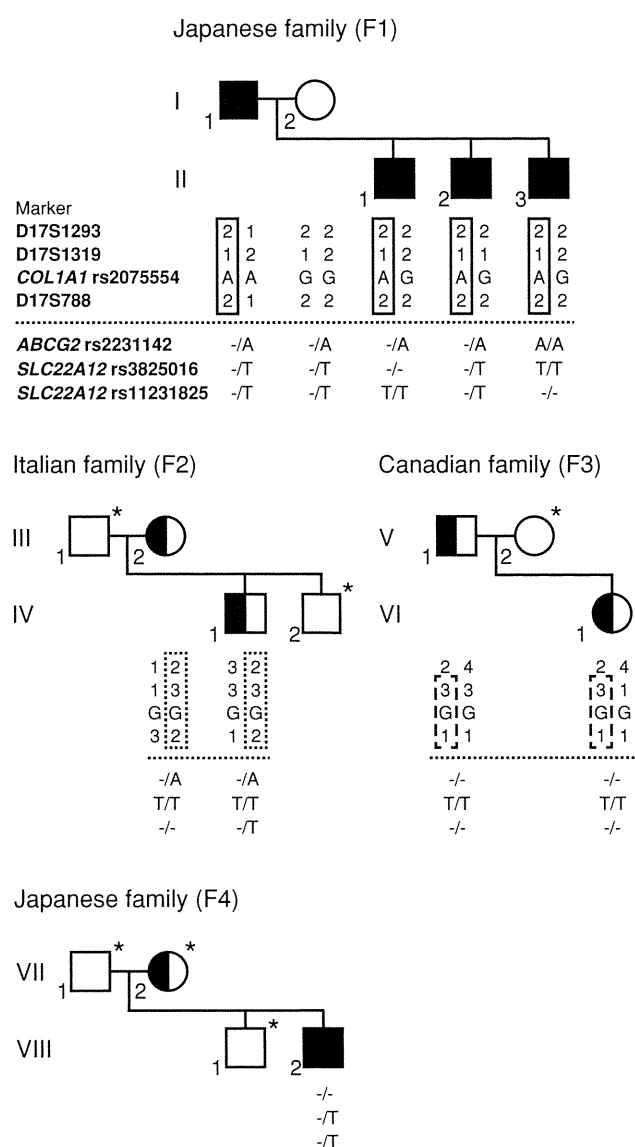 Japanese family (F1)
I
1 2
II
1 2 3
Marker
D17S1293 2 1 2 2 2 2 2 2 2 2
D17S1319 1 2 1 2 1 2 1 1 1 2
COL1A1 rs2075554 A A G G A G A G A G
D17S788 2 1 2 2 2 2 2 2 2 2
ABCG2 rs2231142 -/A -/A -/A -/A A/A
SLC22A12 rs3825016 -/T -/T -/- -/T T/T
SLC22A12 rs11231825 -/T -/T T/T -/T -/-
Italian family (F2) Canadian family (F3)
* *
III V
1 2 1 2
*
IV VI
1 2 1
1 2 3 2 2 4 2 4
1 3 3 3 3 3 3 1
G G G G G G G G
3 2 1 2 1 1 1 1
-/A -/A -/- -/-
T/T T/T T/T T/T
-/- -/T -/- -/-
Japanese family (F4)
* *
VII
1 2
*
VIII
1 2
-/-
-/T
-/T